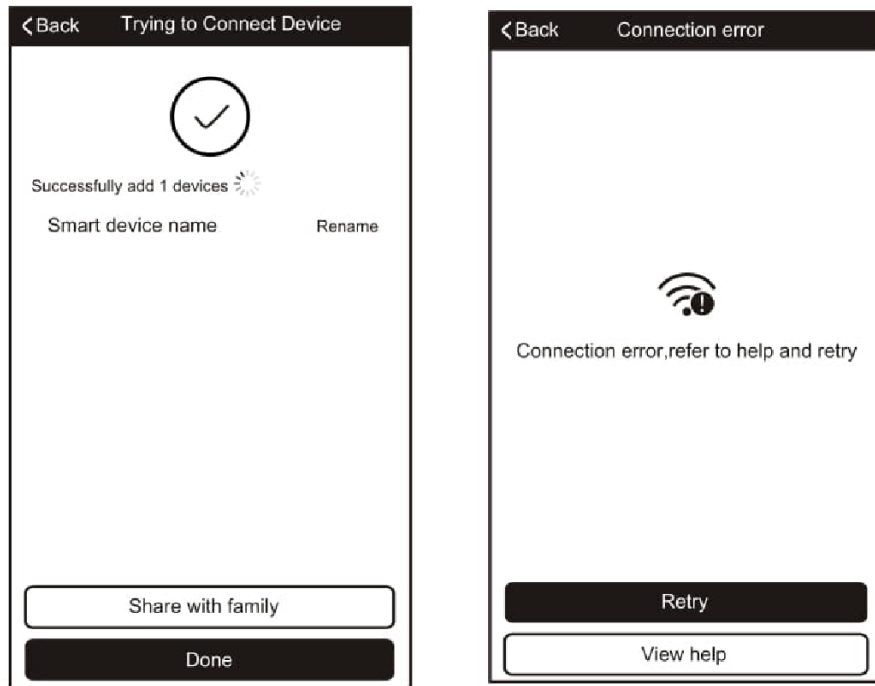 Back Trying to Connect Device
Successfully add 1 devices
Smart device name Rename
Share with family
Done
Back Connection error
Connection error,refer to help and retry
Retry
View help